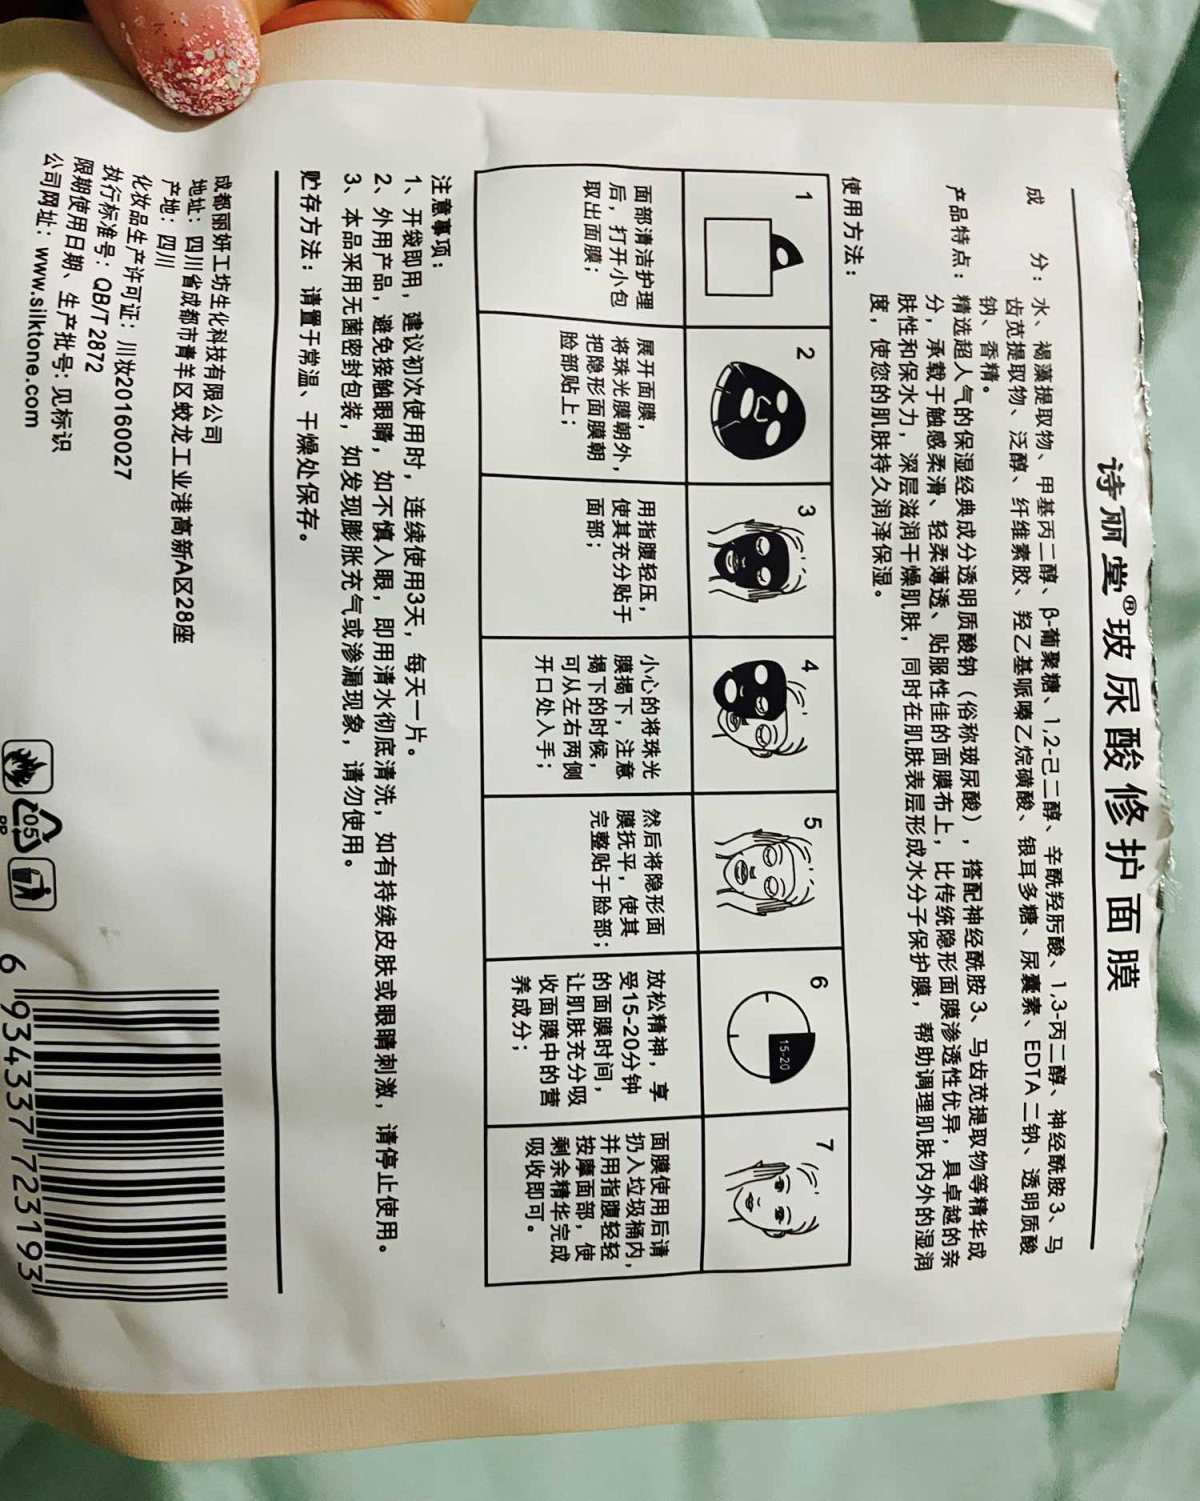 诗丽堂®玻尿酸修护面膜
成 分：水、褐藻提取物、甲基丙二醇、β-葡聚糖、1,2-己二醇、辛酰羟肟酸、1,3-丙二醇、神经酰胺3、马
齿苋提取物、泛醇、纤维素胶、羟乙基哌嗪乙烷磺酸、银耳多糖、尿囊素、EDTA 二钠、透明质酸
钠、香精。
产品特点：精选超人气的保湿经典成分透明质酸钠（俗称玻尿酸），搭配神经酰胺3、马齿苋提取物等精华成
分，承载于触感柔滑、轻柔薄透、贴服性佳的面膜布上，比传统隐形面膜渗透性优异，具卓越的亲
肤性和保水力，深层滋润干燥肌肤，同时在肌肤表层形成水分子保护膜，帮助调理肌肤内外的湿润
度，使您的肌肤持久润泽保湿。
使用方法：
1
面部清洁护理
后，打开小包
取出面膜；
2
展开面膜，
将珠光膜朝外，
把隐形面膜朝
脸部贴上；
3
用指腹轻压，
使其充分贴于
面部；
4
小心的将珠光
膜揭下，注意
揭下的时候，
可从左右两侧
开口处入手；
5
然后将隐形面
膜抚平，使其
完整贴于脸部；
6
15-20
放松精神，享
受15-20分钟
的面膜时间，
让肌肤充分吸
收面膜中的营
养成分；
7
面膜使用后请
扔入垃圾桶内，
并用指腹轻轻
按摩面部，使
剩余精华完成
吸收即可。
注意事项：
1、开袋即用，建议初次使用时，连续使用3天，每天一片。
2、外用产品，避免接触眼睛，如不慎入眼，即用清水彻底清洗，如有持续皮肤或眼睛刺激，请停止使用。
3、本品采用无菌密封包装，如发现膨胀充气或渗漏现象，请勿使用。
贮存方法：请置于常温、干燥处保存。
成都丽妍工坊生化科技有限公司
地址：四川省成都市青羊区蛟龙工业港高新A区28座
产地：四川
化妆品生产许可证：川妆20160027
执行标准号：QB/T 2872
限期使用日期、生产批号：见标识
公司网址：www.silktone.com
05
PP
6 934337 723193